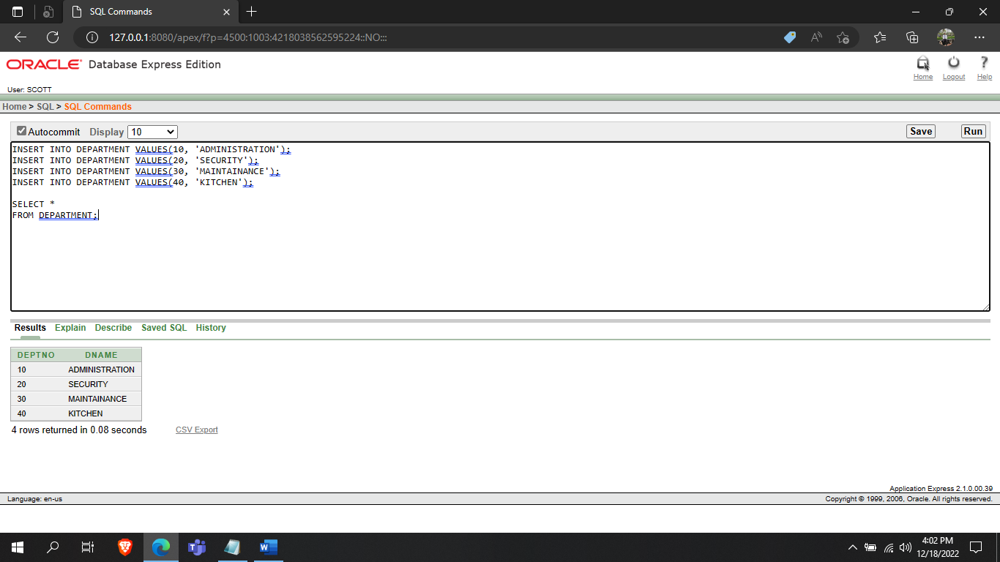 SQL Commands
127.0.0.1:8080/apex/f?p=4500:1003:4218038562595224::NO:::
ORACLE Database Express Edition
Home Logout Help
User: SCOTT
Home > SQL > SQL Commands
Autocommit Display 10 Save Run
INSERT INTO DEPARTMENT VALUES(10, 'ADMINISTRATION');
INSERT INTO DEPARTMENT VALUES(20, 'SECURITY');
INSERT INTO DEPARTMENT VALUES(30, 'MAINTAINANCE');
INSERT INTO DEPARTMENT VALUES(40, 'KITCHEN');
SELECT *
FROM DEPARTMENT;
Results Explain Describe Saved SQL History
DEPTNO DNAME
10 ADMINISTRATION
20 SECURITY
30 MAINTAINANCE
40 KITCHEN
4 rows returned in 0.08 seconds CSV Export
Application Express 2.1.0.00.39
Language: en-us Copyright © 1999, 2006, Oracle. All rights reserved.
4:02 PM
12/18/2022